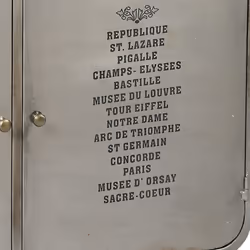 REPUBLIQUE
ST. LAZARE
PIGALLE
CHAMPS- ELYSEES
BASTILLE
MUSEE DU LOUVRE
TOUR EIFFEL
NOTRE DAME
ARC DE TRIOMPHE
ST GERMAIN
CONCORDE
PARIS
MUSEE D' ORSAY
SACRE-COEUR